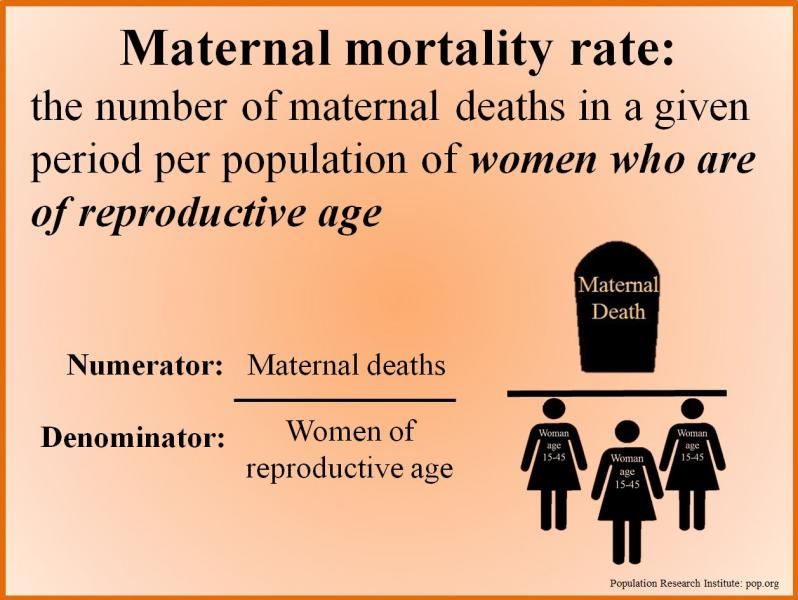 Maternal mortality rate:
the number of maternal deaths in a given
period per population of women who are
of reproductive age
Maternal
Death
Numerator: Maternal deaths
Denominator: Women of
reproductive age
Woman
age
15-45
Woman
age
15-45
Woman
age
15-45
Population Research Institute: pop.org